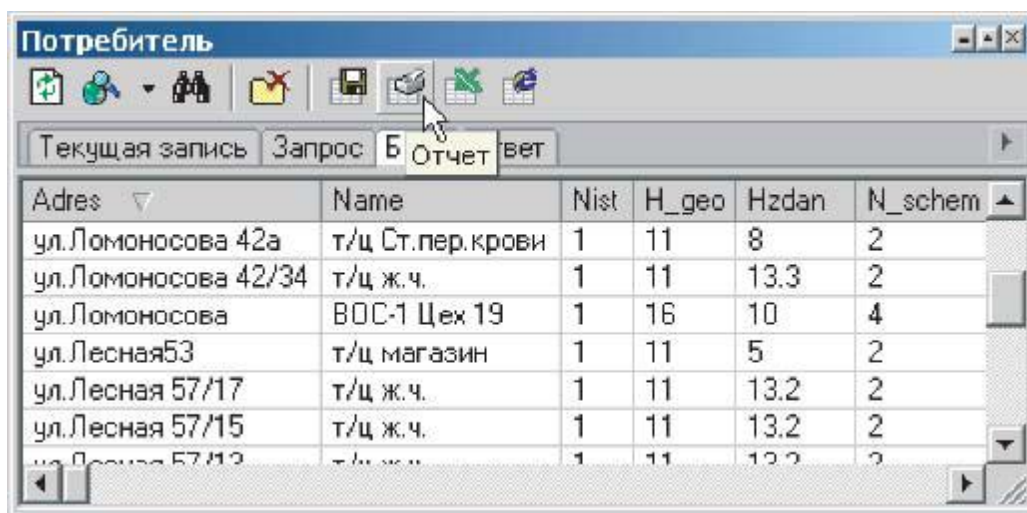 Потребитель
Текущая запись Запрос Отчет
Adres Name Nist H_geo Hzdan N_schem
ул.Ломоносова 42а т/ц Ст.пер.крови 1 11 8 2
ул.Ломоносова 42/34 т/ц ж.ч. 1 11 13.3 2
ул.Ломоносова ВОС-1 Цех 19 1 16 10 4
ул.Лесная53 т/ц магазин 1 11 5 2
ул.Лесная 57/17 т/ц ж.ч. 1 11 13.2 2
ул.Лесная 57/15 т/ц ж.ч. 1 11 13.2 2